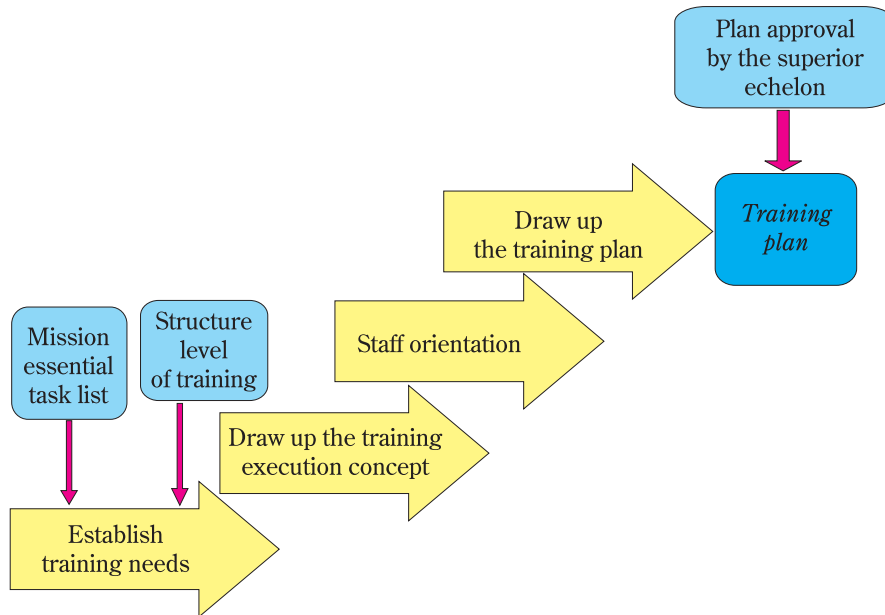 Plan approval
by the superior
echelon
Training
plan
Draw up
the training plan
Staff orientation
Mission
essential
task list
Structure
level
of training
Draw up the training
execution concept
Establish
training needs